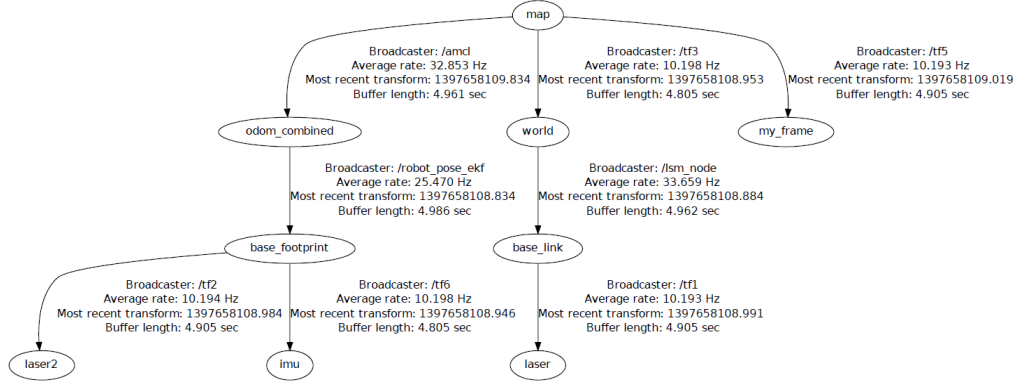 map
Broadcaster: /amcl
Average rate: 32.853 Hz
Most recent transform: 1397658109.834
Buffer length: 4.961 sec
Broadcaster: /tf3
Average rate: 10.198 Hz
Most recent transform: 1397658108.953
Buffer length: 4.805 sec
Broadcaster: /tf5
Average rate: 10.193 Hz
Most recent transform: 1397658109.019
Buffer length: 4.905 sec
odom_combined
world
my_frame
Broadcaster: /robot_pose_ekf
Average rate: 25.470 Hz
Most recent transform: 1397658108.834
Buffer length: 4.986 sec
Broadcaster: /lsm_node
Average rate: 33.659 Hz
Most recent transform: 1397658108.884
Buffer length: 4.962 sec
base_footprint
base_link
Broadcaster: /tf2
Average rate: 10.194 Hz
Most recent transform: 1397658108.984
Buffer length: 4.905 sec
Broadcaster: /tf6
Average rate: 10.198 Hz
Most recent transform: 1397658108.946
Buffer length: 4.805 sec
Broadcaster: /tf1
Average rate: 10.193 Hz
Most recent transform: 1397658108.991
Buffer length: 4.905 sec
laser2
imu
laser